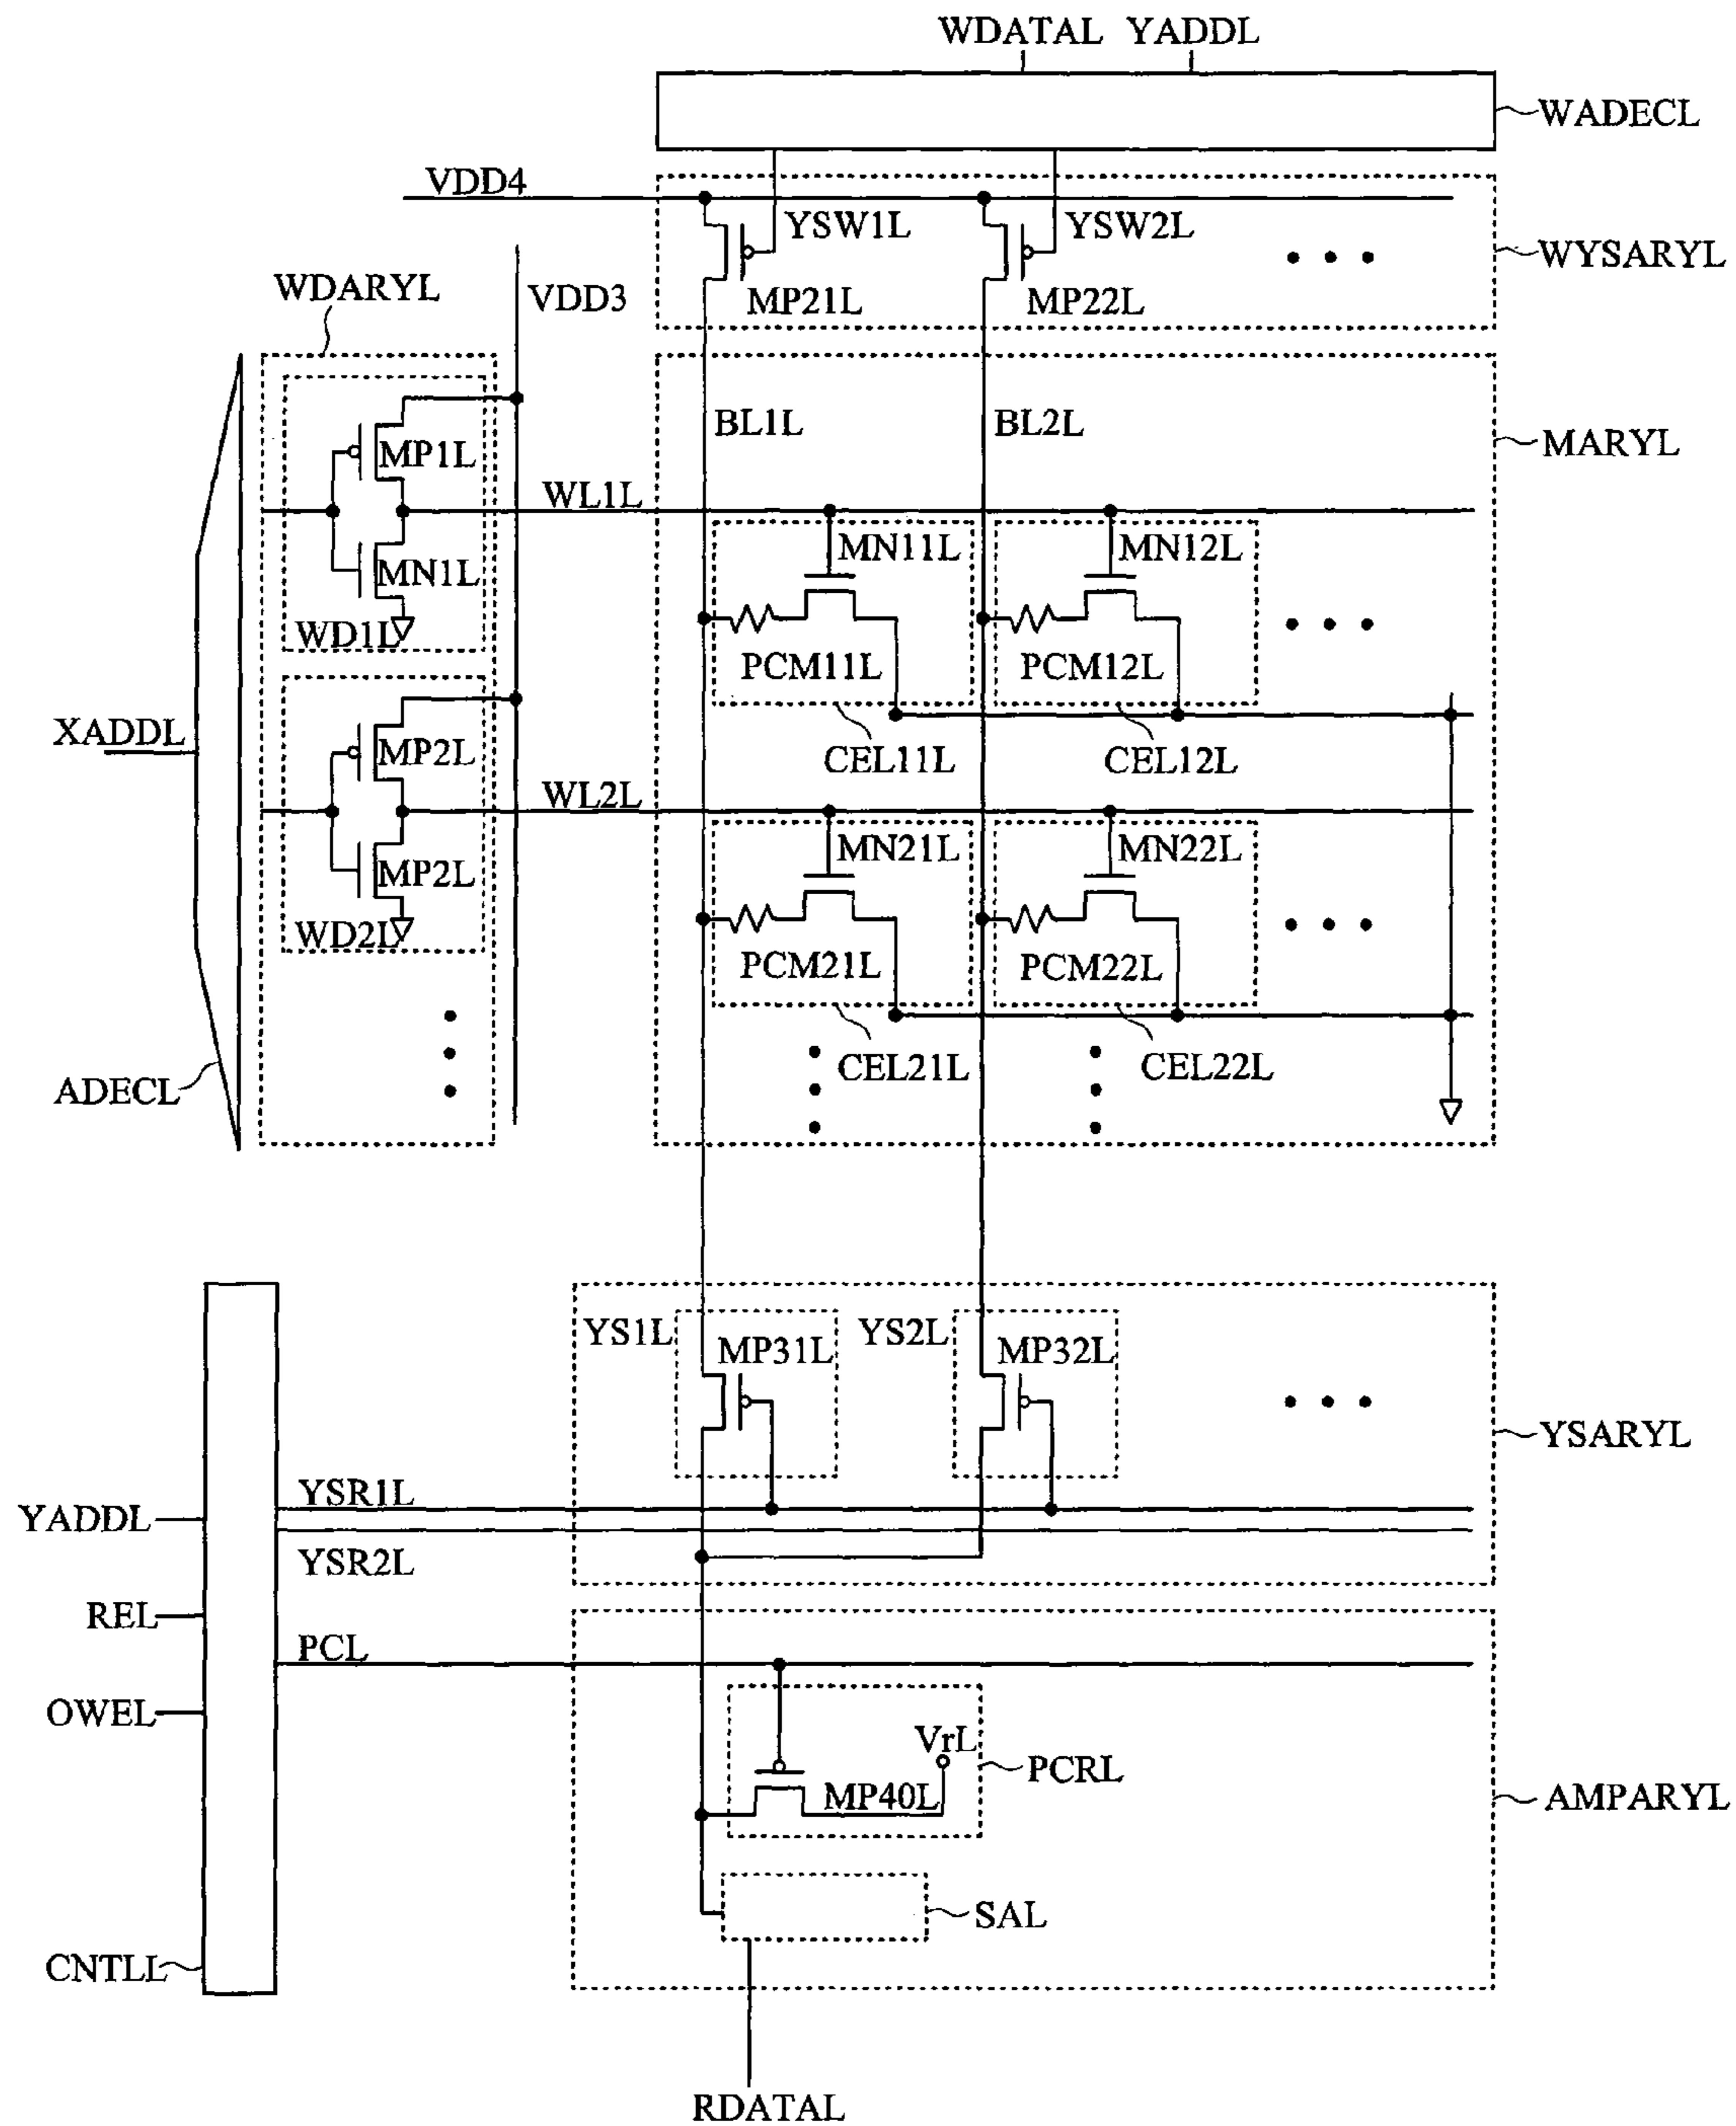 WDATAL YADDL
WADECL
VDD4
YSW1L
YSW2L
WYSARYL
MP21L
MP22L
WDARYL
VDD3
BL1L
BL2L
MARYL
MP1L
WL1L
MN11L
MN12L
MN1L
WD1L
PCM11L
PCM12L
XADDL
CEL11L
CEL12L
MP2L
WL2L
MN21L
MN22L
MP2L
WD2L
PCM21L
PCM22L
CEL21L
CEL22L
ADECL
YS1L
MP31L
YS2L
MP32L
YSARYL
YSR1L
YADDL
YSR2L
REL
PCL
OWEL
VrL
PCRL
MP40L
AMPARYL
SAL
CNTLL
RDATAL